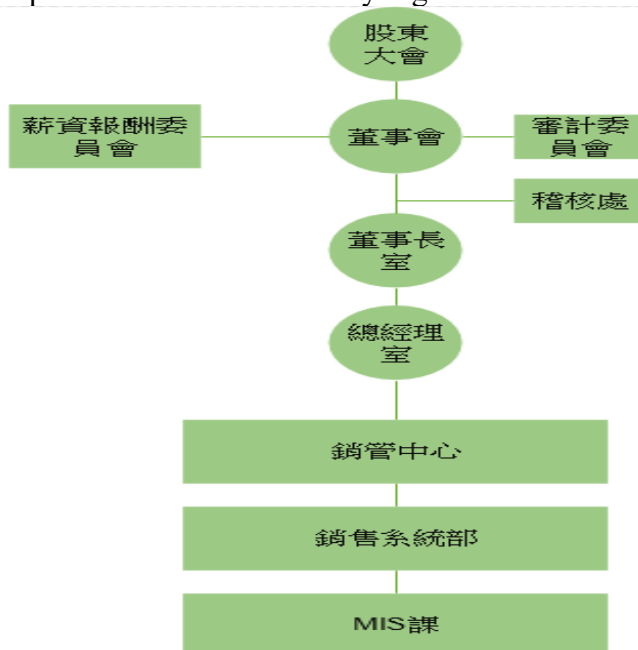 股東
大會
薪資報酬委
員會
董事會
審計委
員會
稽核處
董事長
室
總經理
室
銷管中心
銷售系統部
MIS課